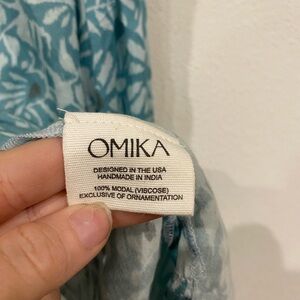 OMIKA
DESIGNED IN THE USA
HANDMADE IN INDIA
100% MODAL (VISCOSE)
EXCLUSIVE OF ORNAMENTATION